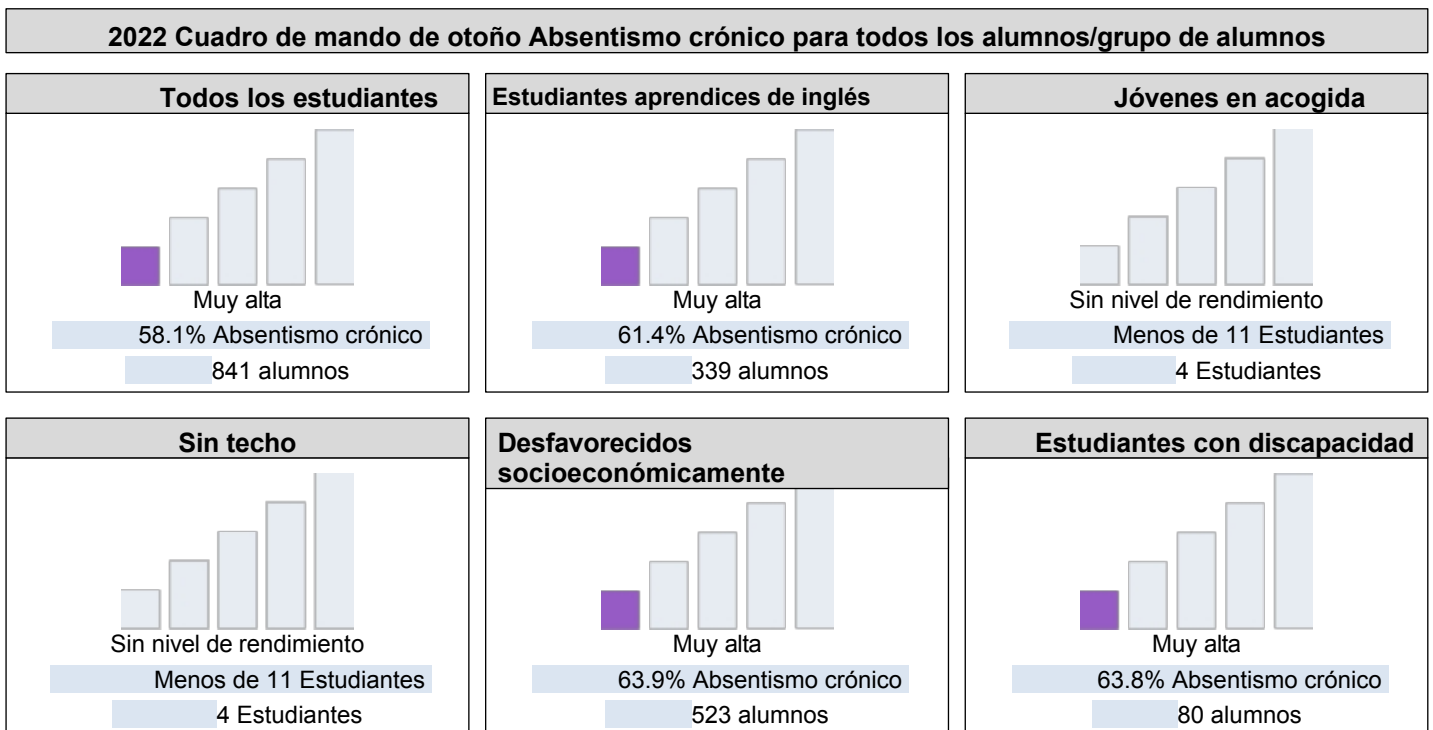 2022 Cuadro de mando de otoño Absentismo crónico para todos los alumnos/grupo de alumnos
Todos los estudiantes
Muy alta
58.1% Absentismo crónico
841 alumnos
Estudiantes aprendices de inglés
Muy alta
61.4% Absentismo crónico
339 alumnos
Jóvenes en acogida
Sin nivel de rendimiento
Menos de 11 Estudiantes
4 Estudiantes
Sin techo
Sin nivel de rendimiento
Menos de 11 Estudiantes
4 Estudiantes
Desfavorecidos
socioeconómicamente
Muy alta
63.9% Absentismo crónico
523 alumnos
Estudiantes con discapacidad
Muy alta
63.8% Absentismo crónico
80 alumnos